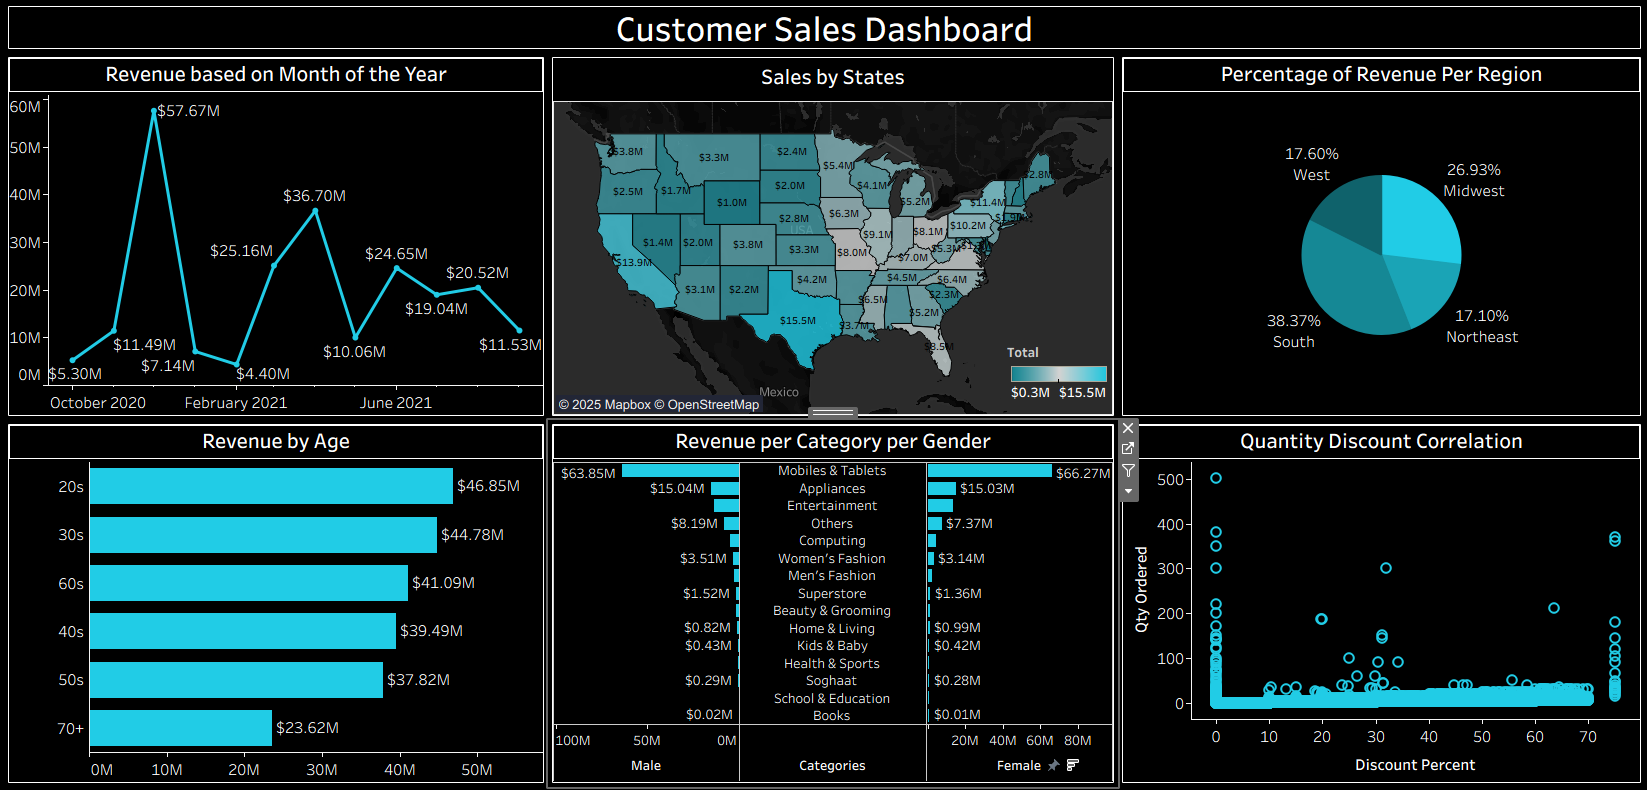 Customer Sales Dashboard
Revenue based on Month of the Year
60M
50M
40M
30M
20M
10M
0M
$57.67M
$36.70M
$25.16M
$24.65M
$20.52M
$19.04M
$11.49M
$7.14M
$10.06M
$11.53M
$5.30M
$4.40M
October 2020
February 2021
June 2021
Sales by States
$3.8M
$3.3M
$2.4M
$5.4M
$2.8M
$2.5M
$1.7M
$2.0M
$4.1M
$5.2M
$11.4M
$1.0M
$2.8M
$6.3M
$10.2M
USA
$1.4M
$2.0M
$3.8M
$3.3M
$9.1M
$8.1M
$5.3M
$13.9M
$8.0M
$7.0M
$3.1M
$2.2M
$4.2M
$4.5M
$6.4M
$2.3M
$15.5M
$6.5M
$5.2M
$3.7M
Mexico
Total
$0.3M
$15.5M
© 2025 Mapbox © OpenStreetMap
Percentage of Revenue Per Region
17.60%
West
26.93%
Midwest
38.37%
South
17.10%
Northeast
Revenue by Age
20s $46.85M
30s $44.78M
60s $41.09M
40s $39.49M
50s $37.82M
70+ $23.62M
0M 10M 20M 30M 40M 50M
Revenue per Category per Gender
$63.85M Mobiles & Tablets $66.27M
$15.04M Appliances $15.03M
Entertainment
$8.19M Others $7.37M
Computing
$3.51M Women's Fashion $3.14M
Men's Fashion
$1.52M Superstore $1.36M
Beauty & Grooming
$0.82M Home & Living $0.99M
$0.43M Kids & Baby $0.42M
Health & Sports
$0.29M Soghaat $0.28M
School & Education
$0.02M Books $0.01M
100M 50M 0M 20M 40M 60M 80M
Male Categories Female
Quantity Discount Correlation
Qty Ordered
500
400
300
200
100
0
0 10 20 30 40 50 60 70
Discount Percent